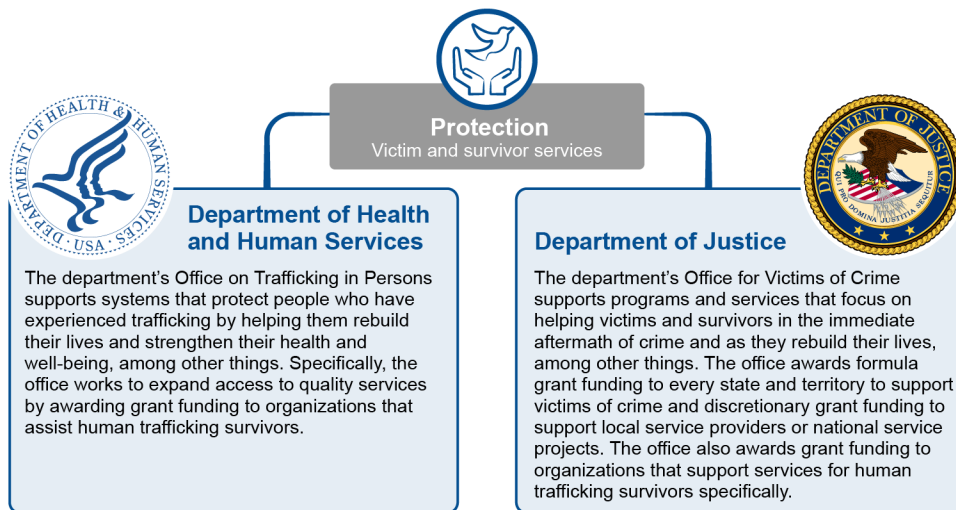 Protection
Victim and survivor services
DEPARTMENT OF HEALTH & HUMAN SERVICES · USA ·
Department of Health
and Human Services
The department’s Office on Trafficking in Persons
supports systems that protect people who have
experienced trafficking by helping them rebuild
their lives and strengthen their health and
well-being, among other things. Specifically, the
office works to expand access to quality services
by awarding grant funding to organizations that
assist human trafficking survivors.
DEPARTMENT OF JUSTICE
QUI PRO DOMINA JUSTITIA SEQUITUR
Department of Justice
The department’s Office for Victims of Crime
supports programs and services that focus on
helping victims and survivors in the immediate
aftermath of crime and as they rebuild their lives,
among other things. The office awards formula
grant funding to every state and territory to support
victims of crime and discretionary grant funding to
support local service providers or national service
projects. The office also awards grant funding to
organizations that support services for human
trafficking survivors specifically.